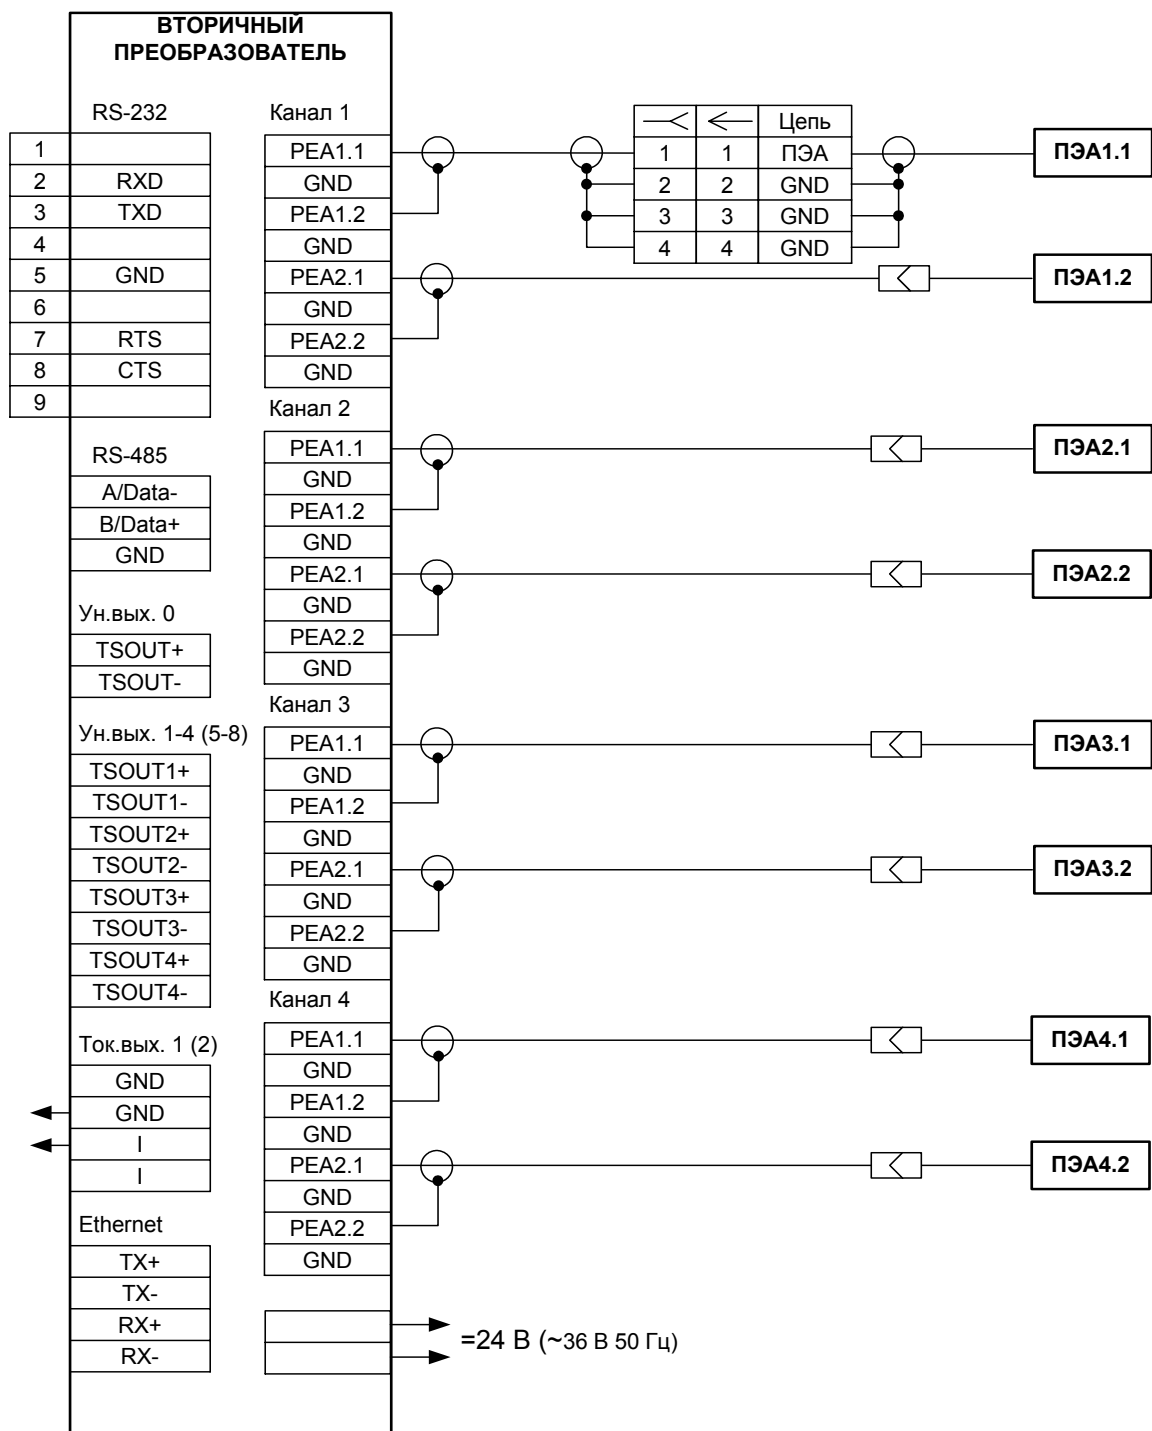 ВТОРИЧНЫЙ
ПРЕОБРАЗОВАТЕЛЬ
RS-232
1
2 RXD
3 TXD
4
5 GND
6
7 RTS
8 CTS
9
RS-485
A/Data-
B/Data+
GND
Ун.вых. 0
TSOUT+
TSOUT-
Ун.вых. 1-4 (5-8)
TSOUT1+
TSOUT1-
TSOUT2+
TSOUT2-
TSOUT3+
TSOUT3-
TSOUT4+
TSOUT4-
Ток.вых. 1 (2)
GND
GND
I
I
Ethernet
TX+
TX-
RX+
RX-
Канал 1
PEA1.1
GND
PEA1.2
GND
PEA2.1
GND
PEA2.2
GND
Канал 2
PEA1.1
GND
PEA1.2
GND
PEA2.1
GND
PEA2.2
GND
Канал 3
PEA1.1
GND
PEA1.2
GND
PEA2.1
GND
PEA2.2
GND
Канал 4
PEA1.1
GND
PEA1.2
GND
PEA2.1
GND
PEA2.2
GND
=24 В (~36 В 50 Гц)
Цепь
1 1 ПЭА
2 2 GND
3 3 GND
4 4 GND
ПЭА1.1
ПЭА1.2
ПЭА2.1
ПЭА2.2
ПЭА3.1
ПЭА3.2
ПЭА4.1
ПЭА4.2